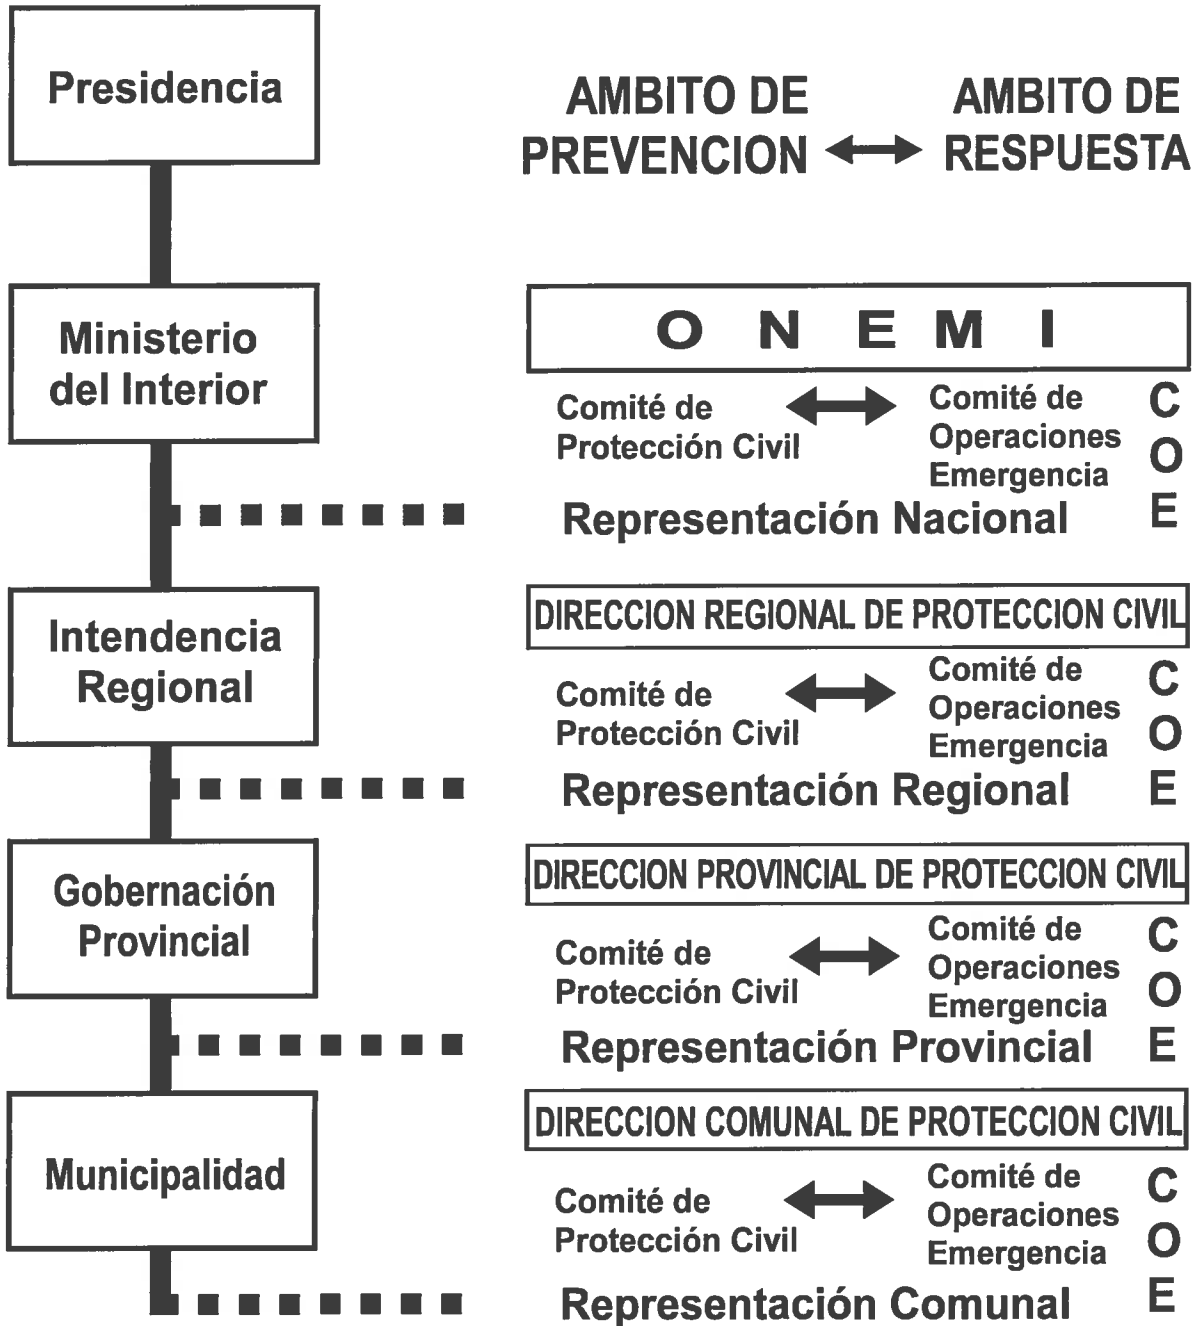 Presidencia
AMBITO DE
PREVENCION
AMBITO DE
RESPUESTA
Ministerio
del Interior
O N E M I
Comité de
Protección Civil
Comité de
Operaciones
Emergencia
C
O
E
Representación Nacional
Intendencia
Regional
DIRECCION REGIONAL DE PROTECCION CIVIL
Comité de
Protección Civil
Comité de
Operaciones
Emergencia
C
O
E
Representación Regional
Gobernación
Provincial
DIRECCION PROVINCIAL DE PROTECCION CIVIL
Comité de
Protección Civil
Comité de
Operaciones
Emergencia
C
O
E
Representación Provincial
Municipalidad
DIRECCION COMUNAL DE PROTECCION CIVIL
Comité de
Protección Civil
Comité de
Operaciones
Emergencia
C
O
E
Representación Comunal